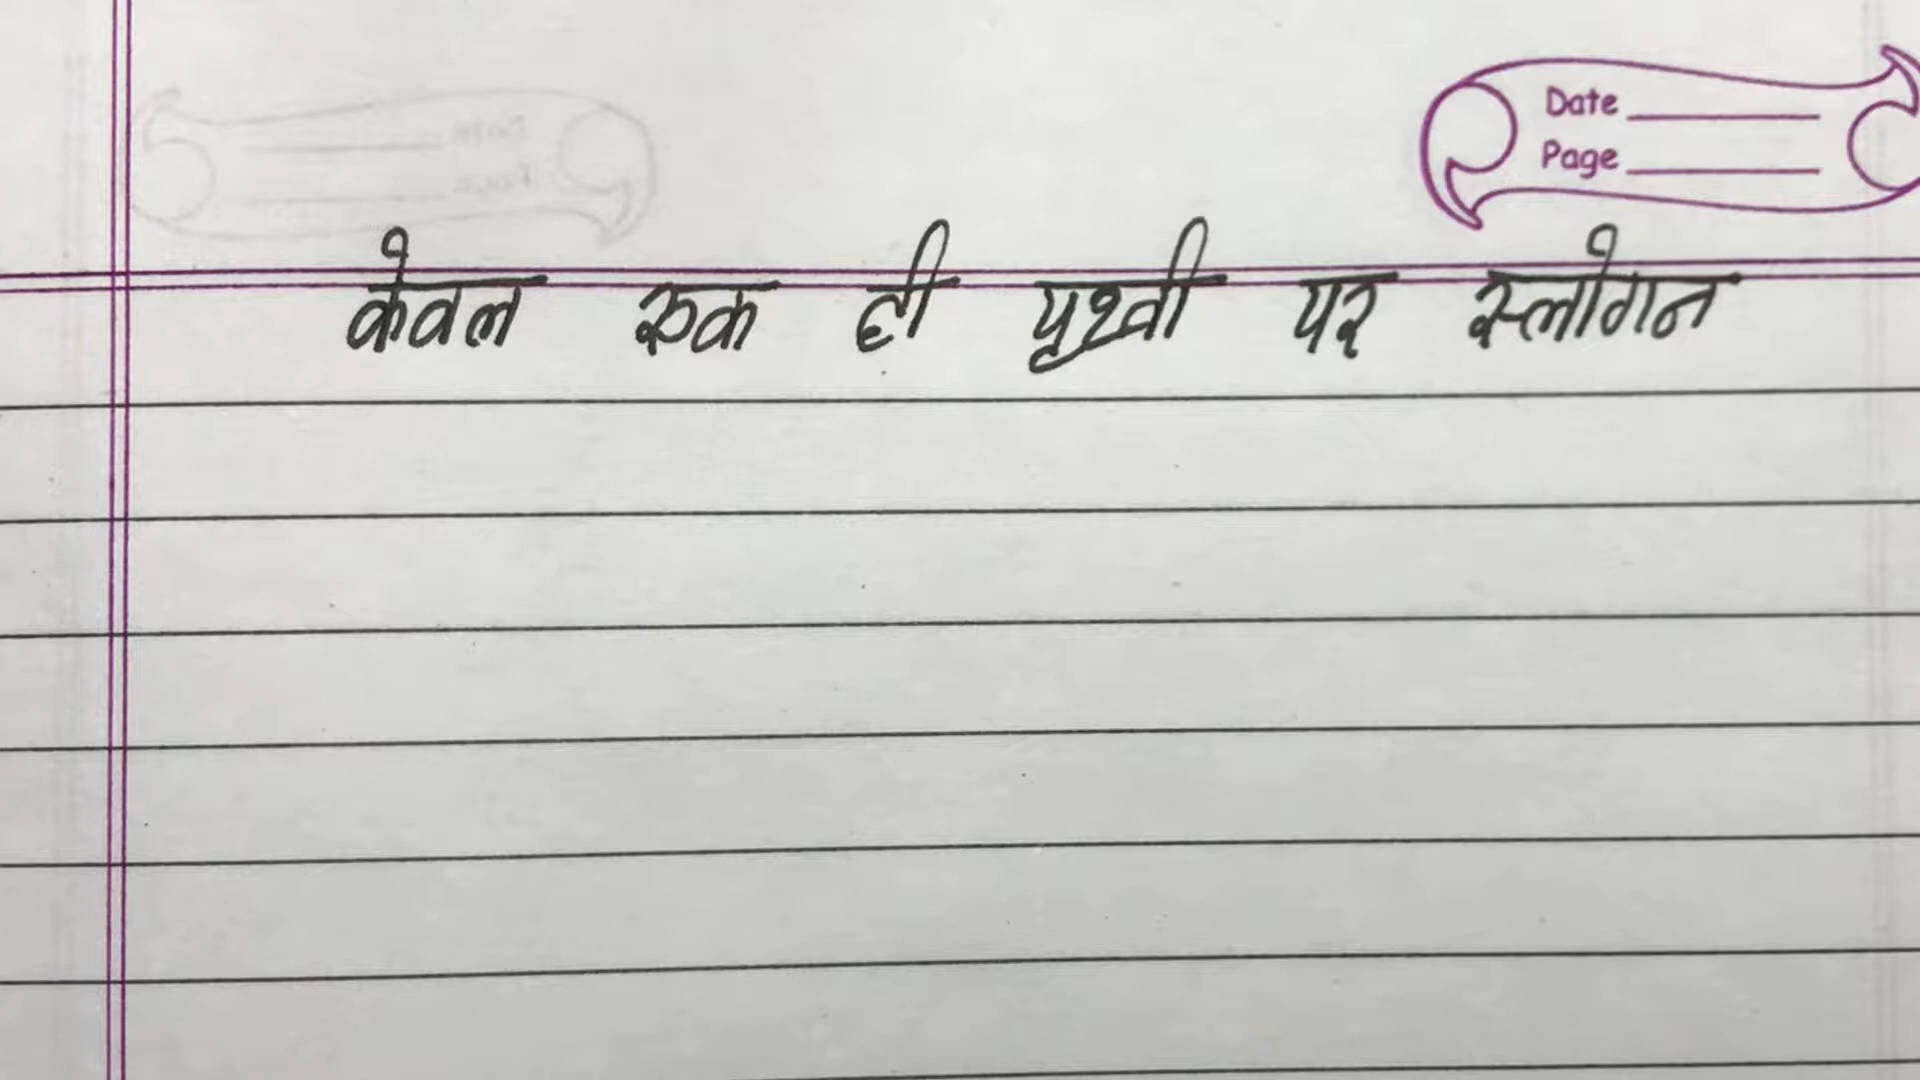 Date
Page
केवल एक ही पृथ्वी पर स्लोगन